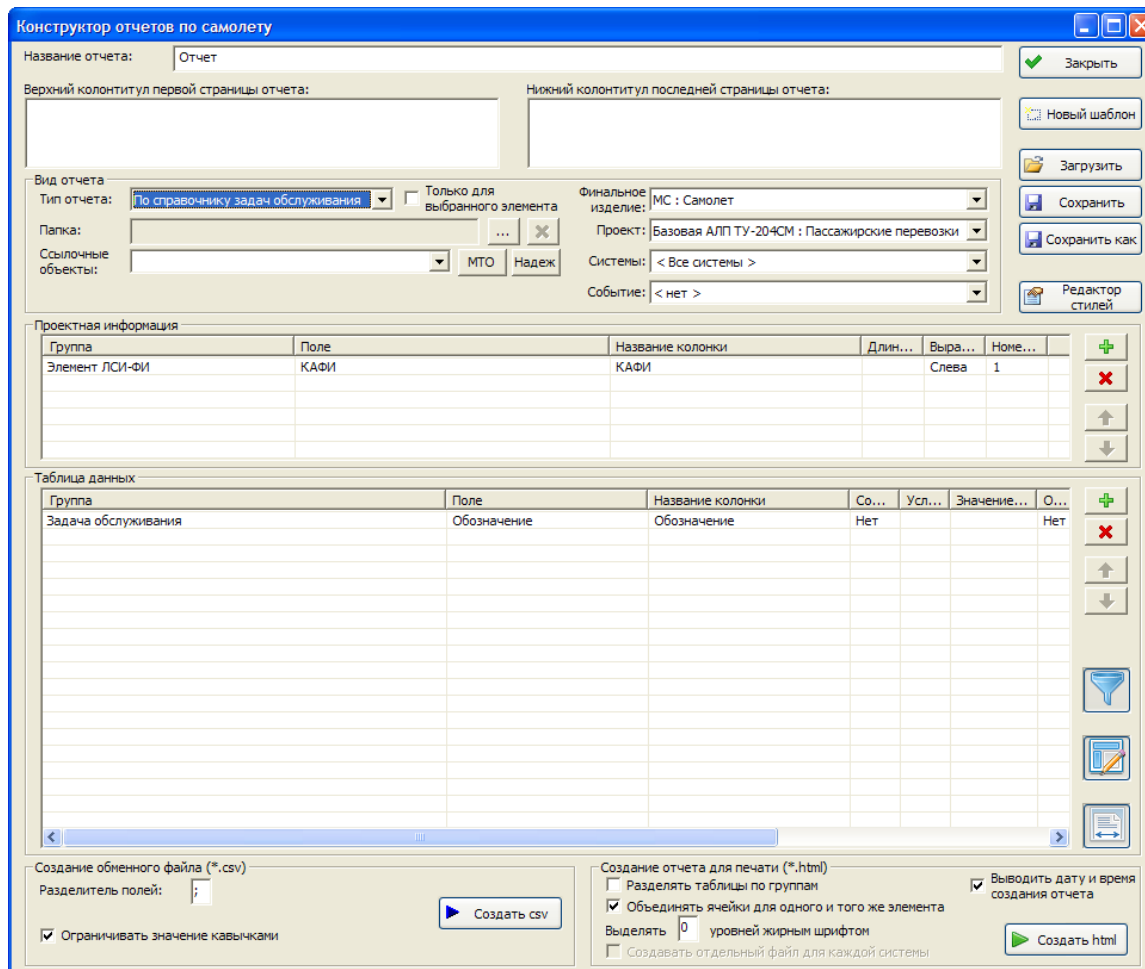 Конструктор отчетов по самолету
Название отчета: Отчет
Закрыть
Верхний колонтитул первой страницы отчета: Нижний колонтитул последней страницы отчета:
Новый шаблон
Загрузить
Сохранить
Сохранить как
Редактор
стилей
Вид отчета
Тип отчета: По справочнику задач обслуживания
Только для
выбранного элемента
Папка: ...
Ссылочные
объекты:
МТО Надеж
Финальное
изделие: МС : Самолет
Проект: Базовая АЛП ТУ-204СМ : Пассажирские перевозки
Системы: < Все системы >
Событие: < нет >
Проектная информация
Группа Поле Название колонки Длин... Выра... Номе...
Элемент ЛСИ-ФИ КАФИ КАФИ Слева 1
Таблица данных
Группа Поле Название колонки Со... Усл... Значение... О...
Задача обслуживания Обозначение Обозначение Нет Нет
Создание обменного файла (*.csv)
Разделитель полей: ;
Создать csv
Ограничивать значение кавычками
Создание отчета для печати (*.html)
Разделять таблицы по группам
Объединять ячейки для одного и того же элемента
Выделять 0 уровней жирным шрифтом
Создавать отдельный файл для каждой системы
Выводить дату и время
создания отчета
Создать html